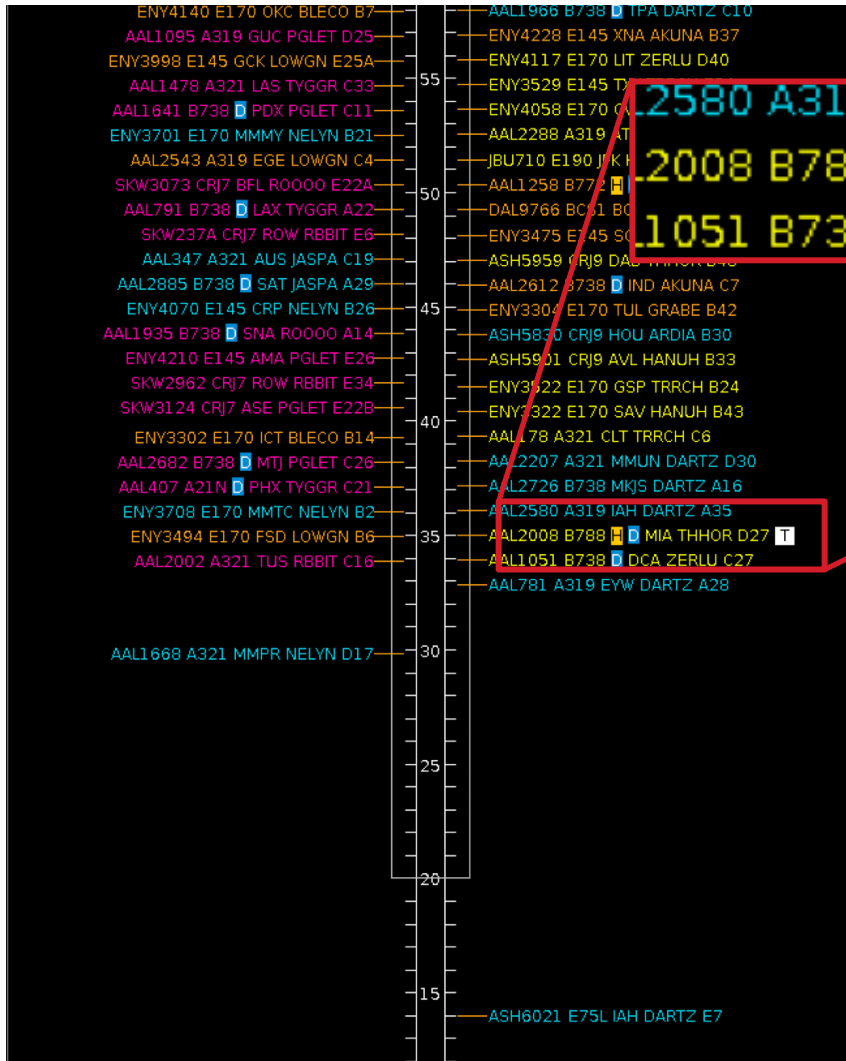 ENY4140 E170 OKC BLECO B7
AAL1095 A319 GUC PGLET D25
ENY3998 E145 GCK LOWGN E25A
AAL1478 A321 LAS TYGGR C33
AAL1641 B738 D PDX PGLET C11
ENY3701 E170 MMMY NELYN B21
AAL2543 A319 EGE LOWGN C4
SKW3073 CRJ7 BFL ROOOO E22A
AAL791 B738 D LAX TYGGR A22
SKW237A CRJ7 ROW RBBIT E6
AAL347 A321 AUS JASPA C19
AAL2885 B738 D SAT JASPA A29
ENY4070 E145 CRP NELYN B26
AAL1935 B738 D SNA ROOOO A14
ENY4210 E145 AMA PGLET E26
SKW2962 CRJ7 ROW RBBIT E34
SKW3124 CRJ7 ASE PGLET E22B
ENY3302 E170 ICT BLECO B14
AAL2682 B738 D MTJ PGLET C26
AAL407 A21N D PHX TYGGR C21
ENY3708 E170 MMTC NELYN B2
ENY3494 E170 FSD LOWGN B6
AAL2002 A321 TUS RBBIT C16
AAL1668 A321 MMPR NELYN D17
55
50
45
40
35
30
25
20
15
AAL1966 B738 D TPA DARTZ C10
ENY4228 E145 XNA AKUNA B37
ENY4117 E170 LIT ZERLU D40
ENY3529 E145
ENY4058 E170
AAL2288 A319
JBU710 E190 JFK
AAL1258 B772 H
DAL9766 BCS1
ENY3475 E145
ASH5959 CRJ9 DAB
AAL2612 B738 D IND AKUNA C7
ENY3304 E170 TUL GRABE B42
ASH5830 CRJ9 HOU ARDIA B30
ASH5901 CRJ9 AVL HANUH B33
ENY3522 E170 GSP TRRCH B24
ENY3322 E170 SAV HANUH B43
AAL178 A321 CLT TRRCH C6
AAL2207 A321 MMUN DARTZ D30
AAL2726 B738 MKJS DARTZ A16
AAL2580 A319 IAH DARTZ A35
AAL2008 B788 H D MIA THHOR D27 T
AAL1051 B738 D DCA ZERLU C27
AAL781 A319 EYW DARTZ A28
ASH6021 E75L IAH DARTZ E7
L2580 A31
L2008 B78
L1051 B73